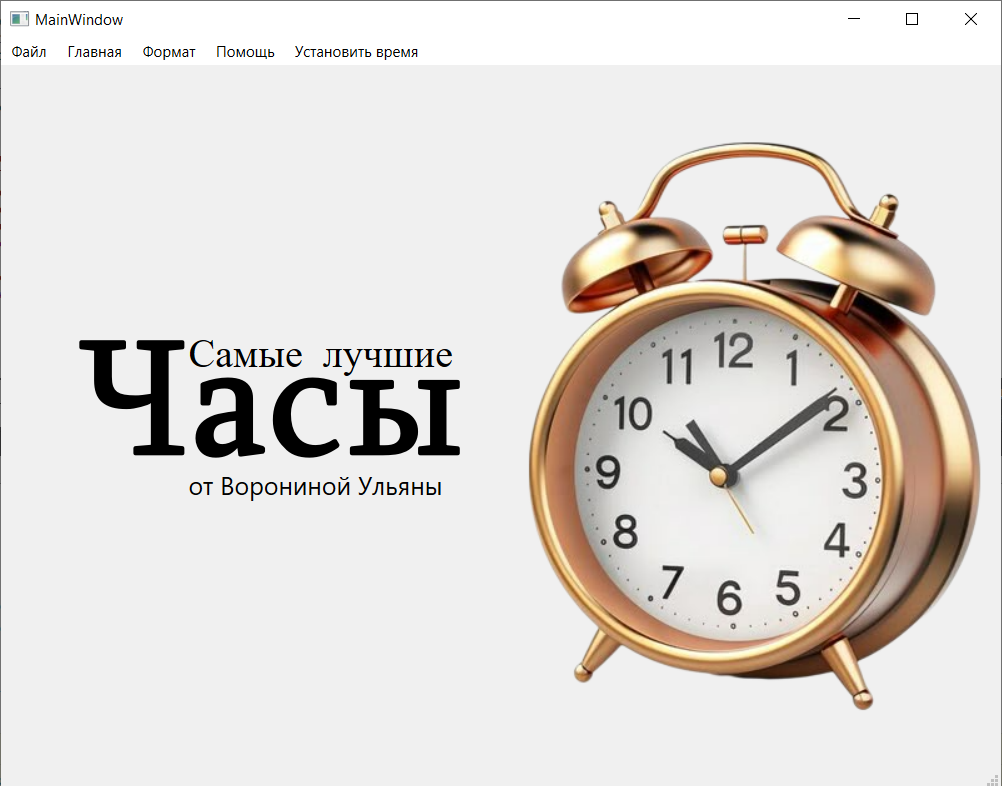 MainWindow
Файл Главная Формат Помощь Установить время
Самые лучшие
Часы
от Ворониной Ульяны
12
11 1
10 2
9 3
8 4
7 5
6